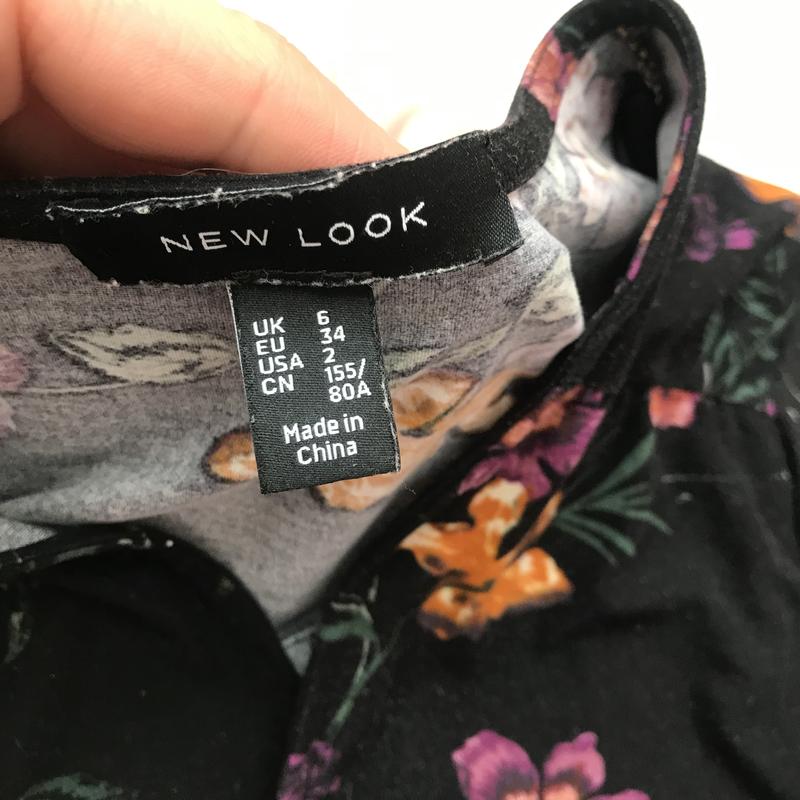 NEW LOOK
UK 6
EU 34
USA 2
CN 155/
80A
Made in
China